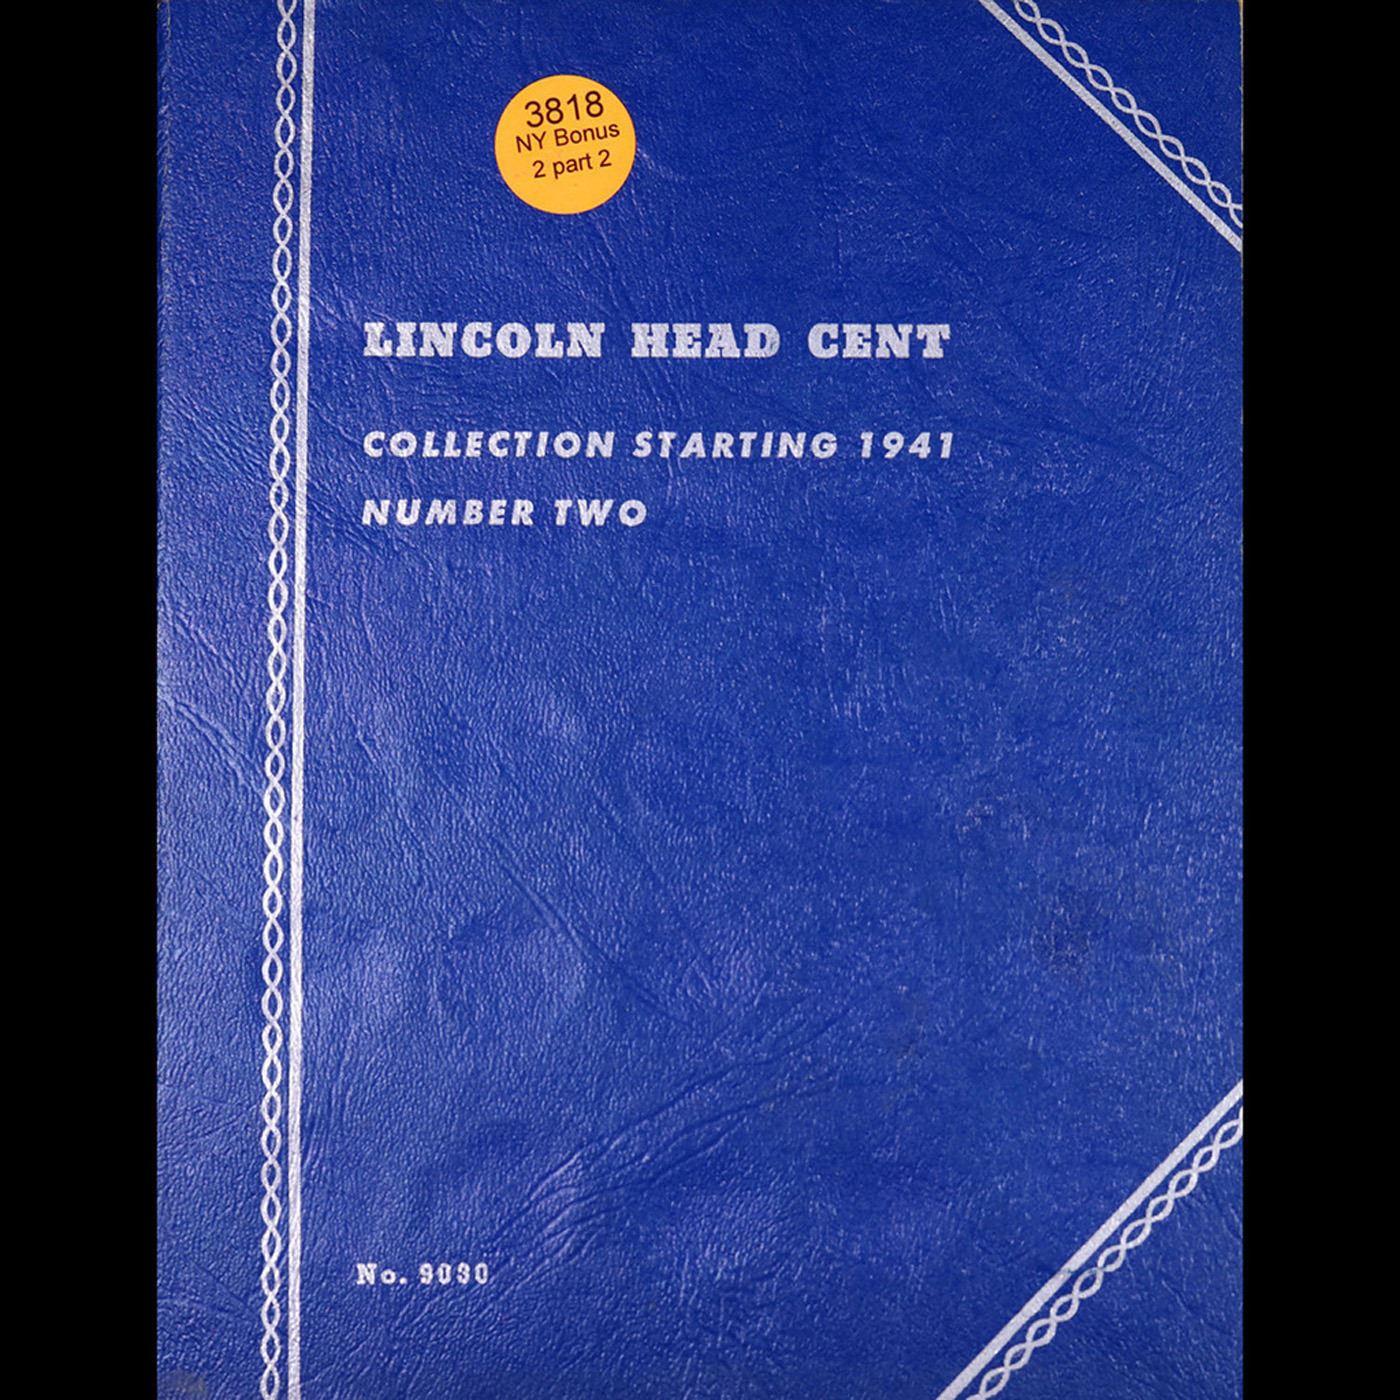 3818
NY Bonus
2 part 2
LINCOLN HEAD CENT
COLLECTION STARTING 1941
NUMBER TWO
No. 9030